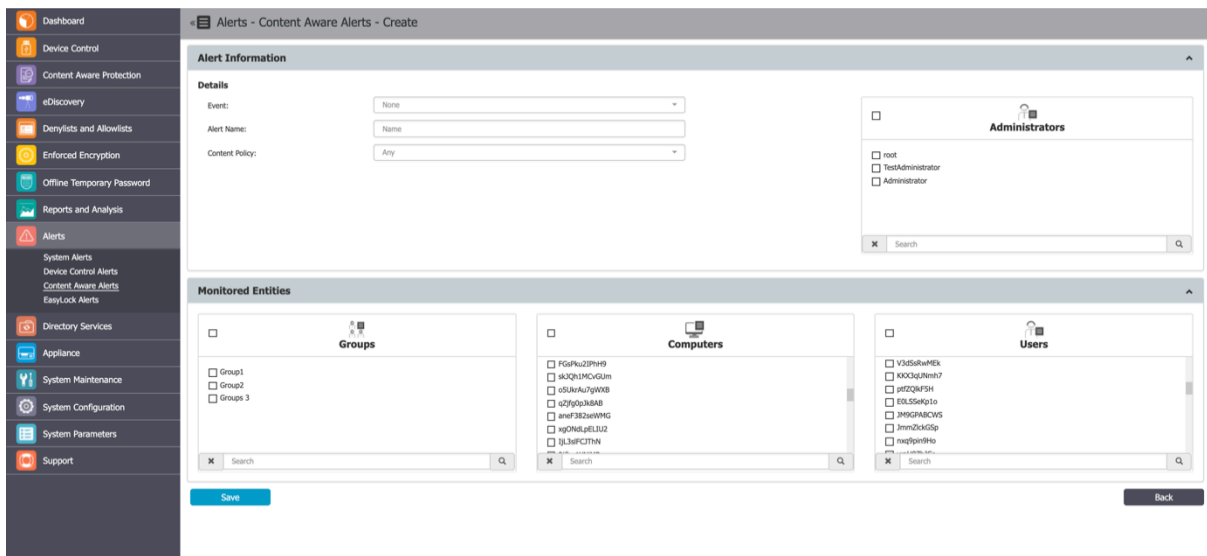 Dashboard
Device Control
Content Aware Protection
eDiscovery
Denylists and Allowlists
Enforced Encryption
Offline Temporary Password
Reports and Analysis
Alerts
System Alerts
Device Control Alerts
Content Aware Alerts
EasyLock Alerts
Directory Services
Appliance
System Maintenance
System Configuration
System Parameters
Support
Alerts - Content Aware Alerts - Create
Alert Information
Details
Event: None
Alert Name: Name
Content Policy: Any
Administrators
root
TestAdministrator
Administrator
Search
Monitored Entities
Groups
Group1
Group2
Groups 3
Search
Computers
FGsPku2IPhH9
skJQh1MCvGUm
o5UkrAu7gWXB
qZjfg0pJk8AB
aneF382seWMG
xgONdLpELIU2
IjL3slFCJThN
Search
Users
V3dSsRwMEk
KKX3qUNmh7
ptfZQlkF5H
E0LS5eKp1o
JM9GPABCWS
JmmZlckGSp
nxq9pin9Ho
Search
Save
Back